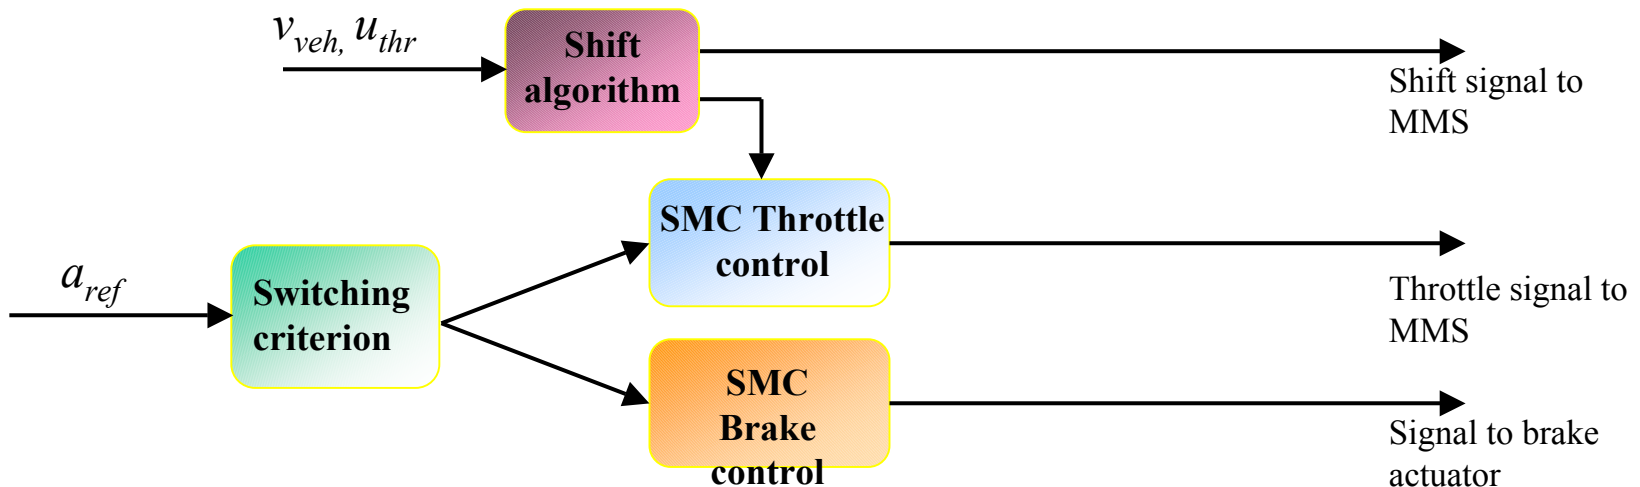 v_veh, u_thr
Shift
algorithm
Shift signal to
MMS
SMC Throttle
control
a_ref
Switching
criterion
Throttle signal to
MMS
SMC
Brake
control
Signal to brake
actuator